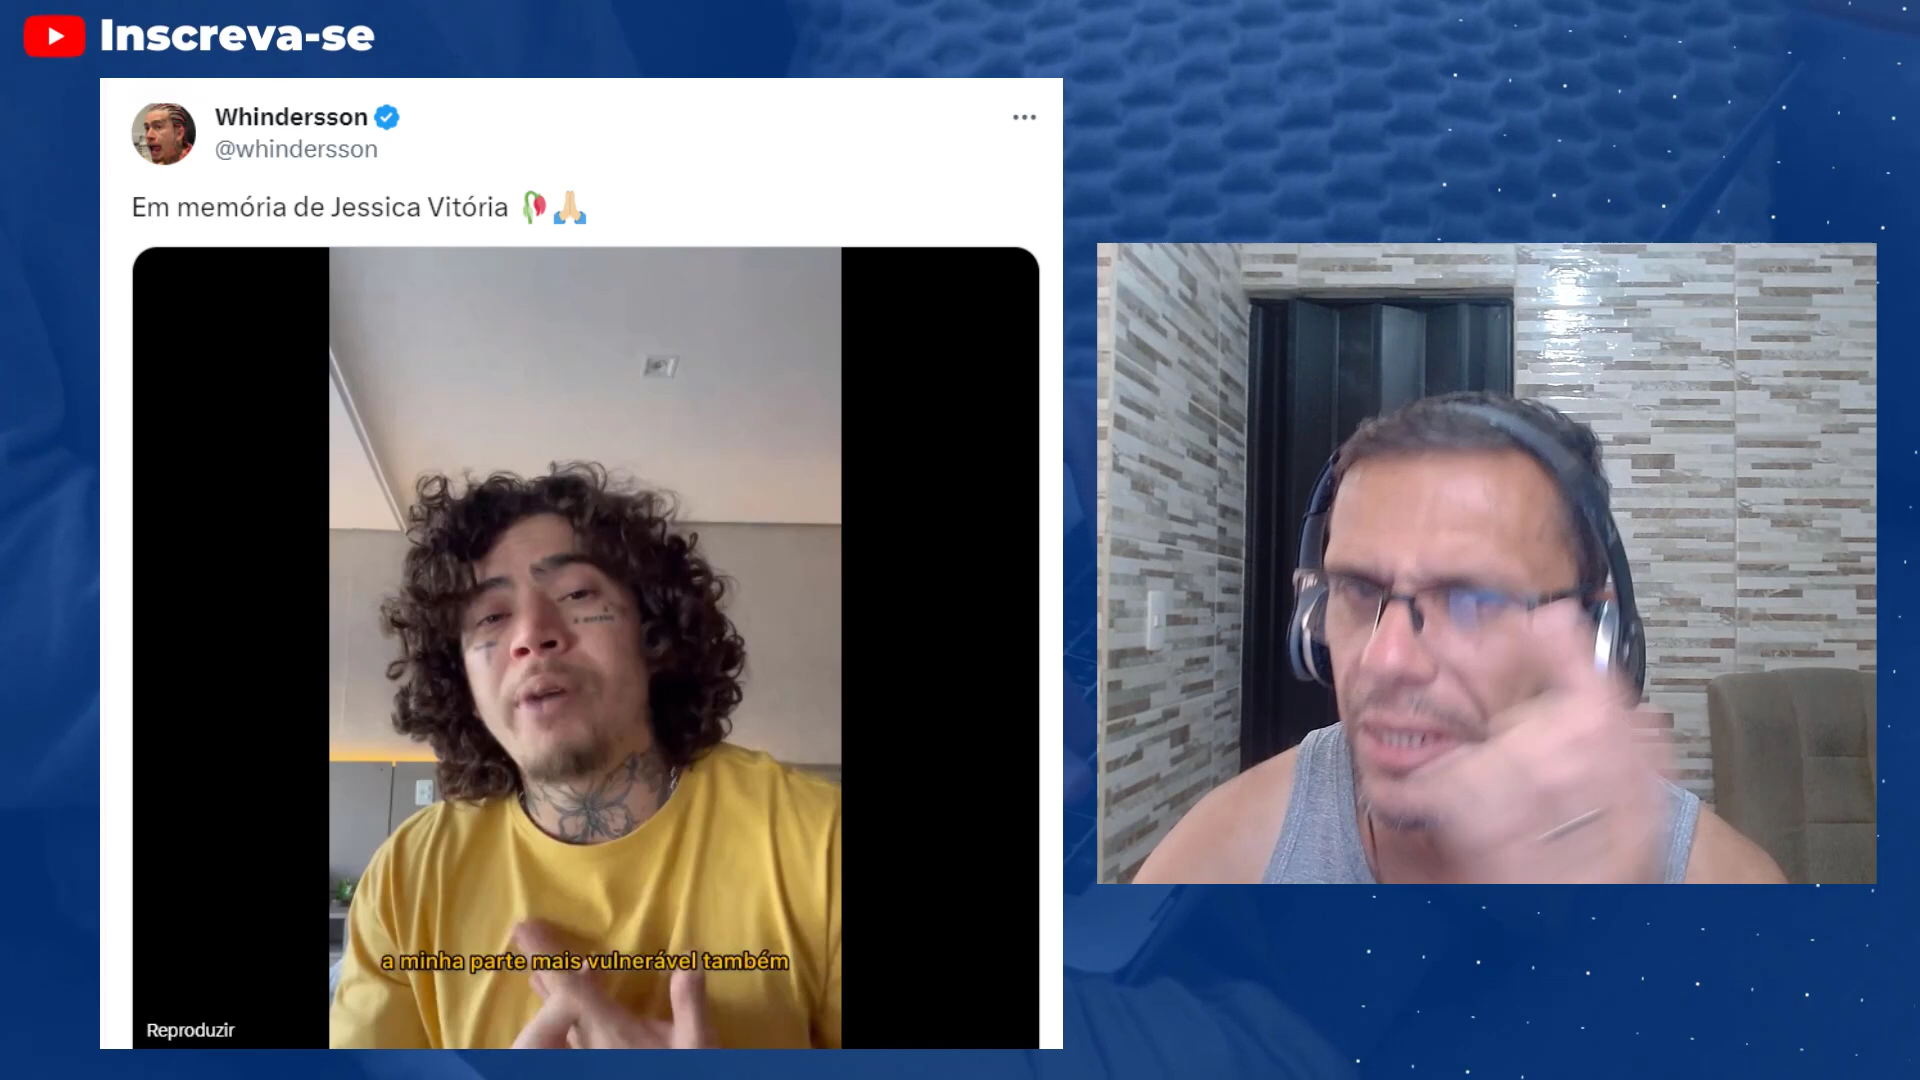 Inscreva-se
Whindersson
@whindersson
Em memória de Jessica Vitória 🥀🙏🏼
a minha parte mais vulnerável também
Reproduzir